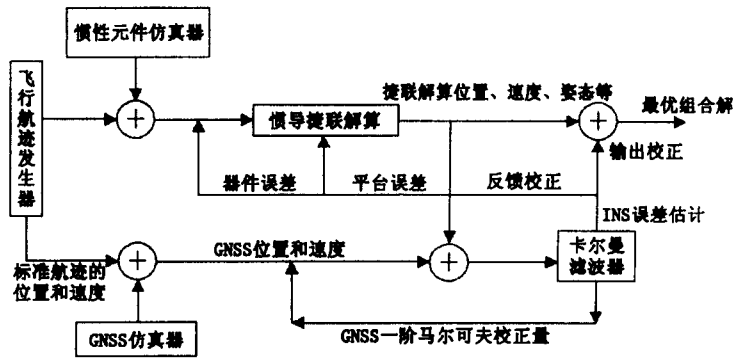 惯性元件仿真器
飞行航迹发生器
捷联解算位置、速度、姿态等
最优组合解
惯导捷联解算
输出校正
器件误差
平台误差
反馈校正
INS误差估计
GNSS位置和速度
卡尔曼
滤波器
标准航迹的
位置和速度
GNSS仿真器
GNSS一阶马尔可夫校正量